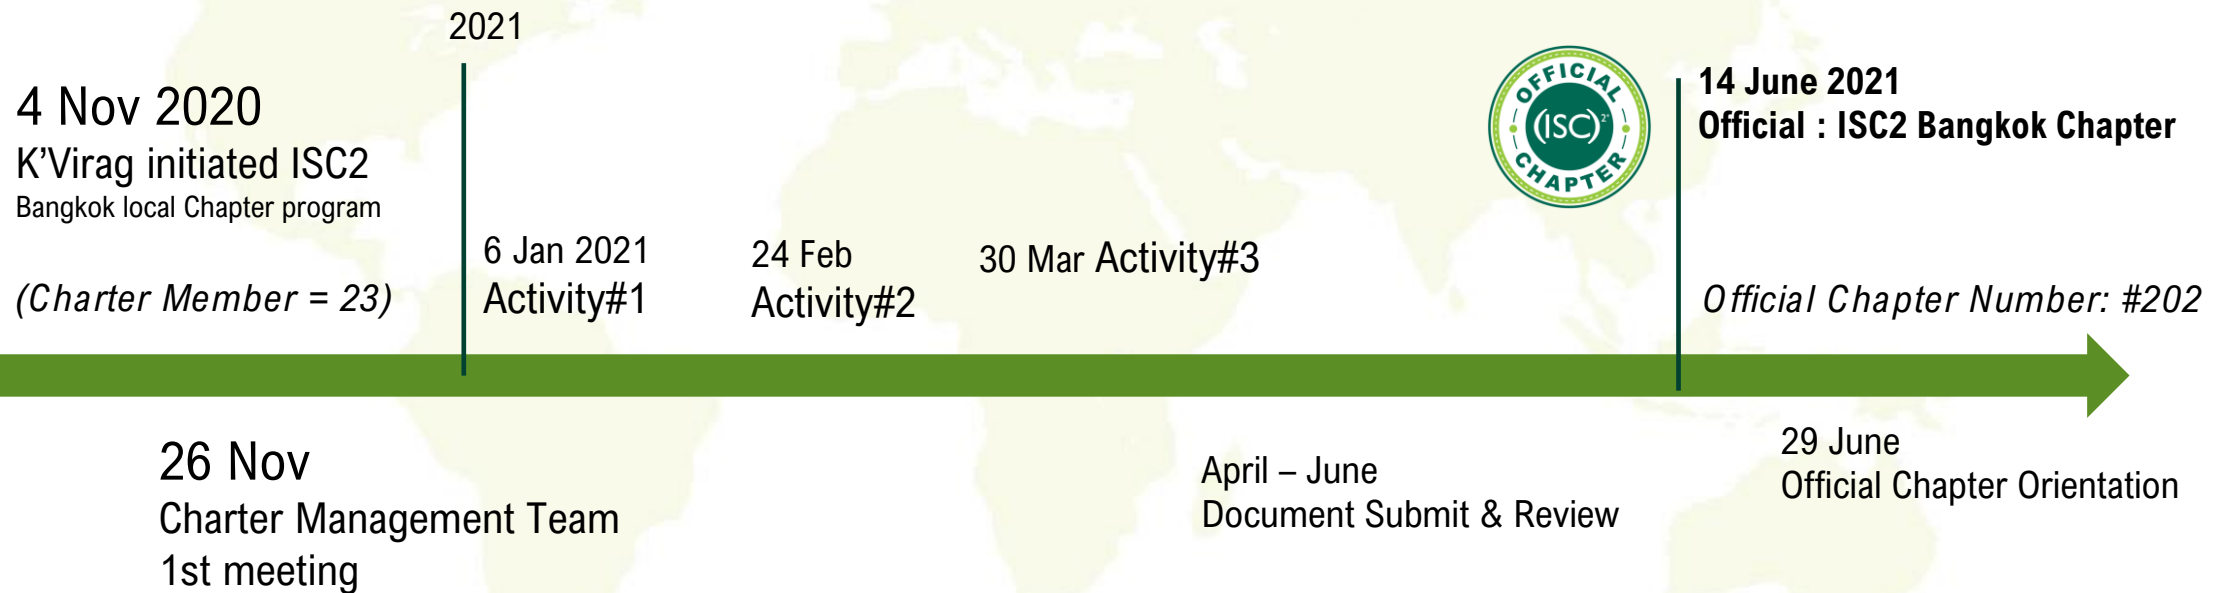 2021
4 Nov 2020
K'Virag initiated ISC2
Bangkok local Chapter program
(Charter Member = 23)
6 Jan 2021
Activity#1
24 Feb
Activity#2
30 Mar Activity#3
OFFICIAL
(ISC)²
CHAPTER
14 June 2021
Official : ISC2 Bangkok Chapter
Official Chapter Number: #202
26 Nov
Charter Management Team
1st meeting
April – June
Document Submit & Review
29 June
Official Chapter Orientation